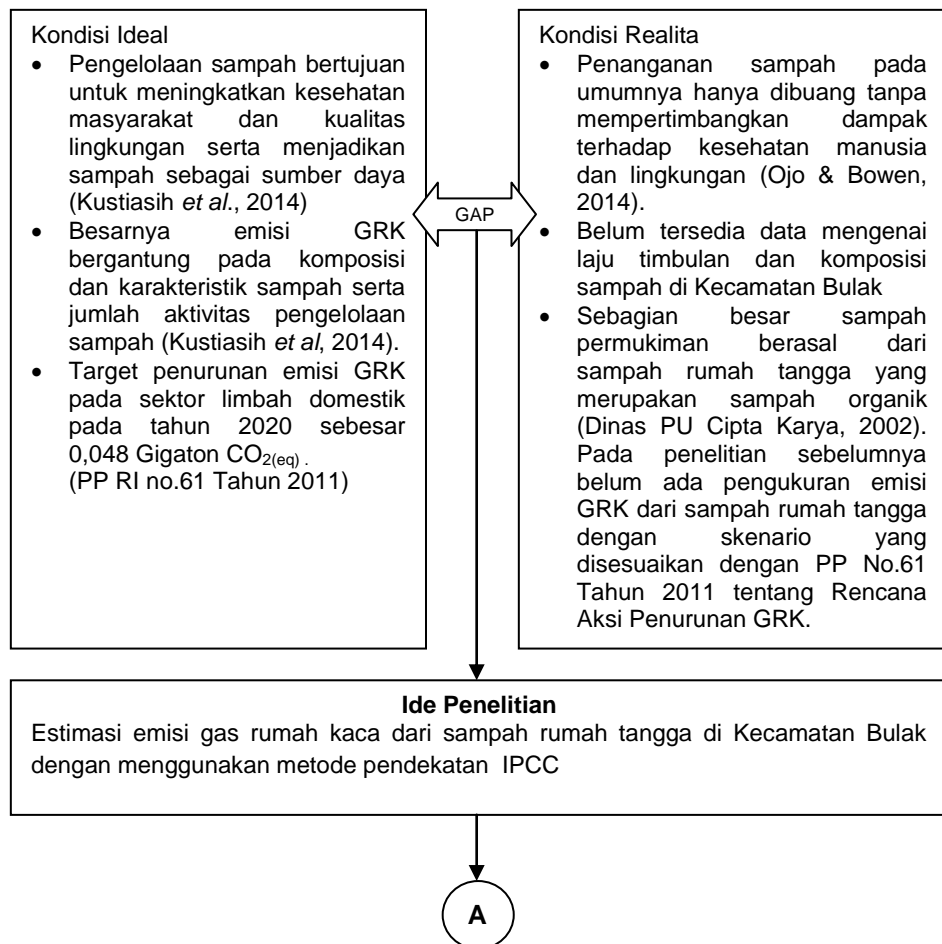 Kondisi Ideal
• Pengelolaan sampah bertujuan
untuk meningkatkan kesehatan
masyarakat dan kualitas
lingkungan serta menjadikan
sampah sebagai sumber daya
(Kustiasih et al., 2014)
• Besarnya emisi GRK
bergantung pada komposisi
dan karakteristik sampah serta
jumlah aktivitas pengelolaan
sampah (Kustiasih et al, 2014).
• Target penurunan emisi GRK
pada sektor limbah domestik
pada tahun 2020 sebesar
0,048 Gigaton CO2(eq) .
(PP RI no.61 Tahun 2011)
GAP
Kondisi Realita
• Penanganan sampah pada
umumnya hanya dibuang tanpa
mempertimbangkan dampak
terhadap kesehatan manusia
dan lingkungan (Ojo & Bowen,
2014).
• Belum tersedia data mengenai
laju timbulan dan komposisi
sampah di Kecamatan Bulak
• Sebagian besar sampah
permukiman berasal dari
sampah rumah tangga yang
merupakan sampah organik
(Dinas PU Cipta Karya, 2002).
Pada penelitian sebelumnya
belum ada pengukuran emisi
GRK dari sampah rumah tangga
dengan skenario yang
disesuaikan dengan PP No.61
Tahun 2011 tentang Rencana
Aksi Penurunan GRK.
Ide Penelitian
Estimasi emisi gas rumah kaca dari sampah rumah tangga di Kecamatan Bulak
dengan menggunakan metode pendekatan IPCC
A